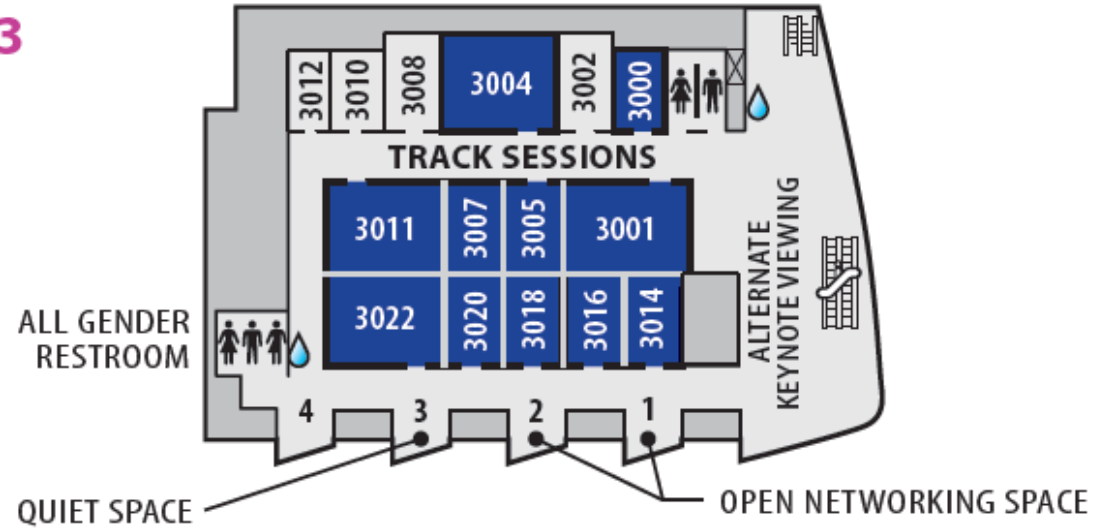 3
3012
3010
3008
3004
3002
3000
TRACK SESSIONS
3011
3007
3005
3001
3022
3020
3018
3016
3014
ALTERNATE
KEYNOTE VIEWING
ALL GENDER
RESTROOM
4
3
2
1
QUIET SPACE
OPEN NETWORKING SPACE